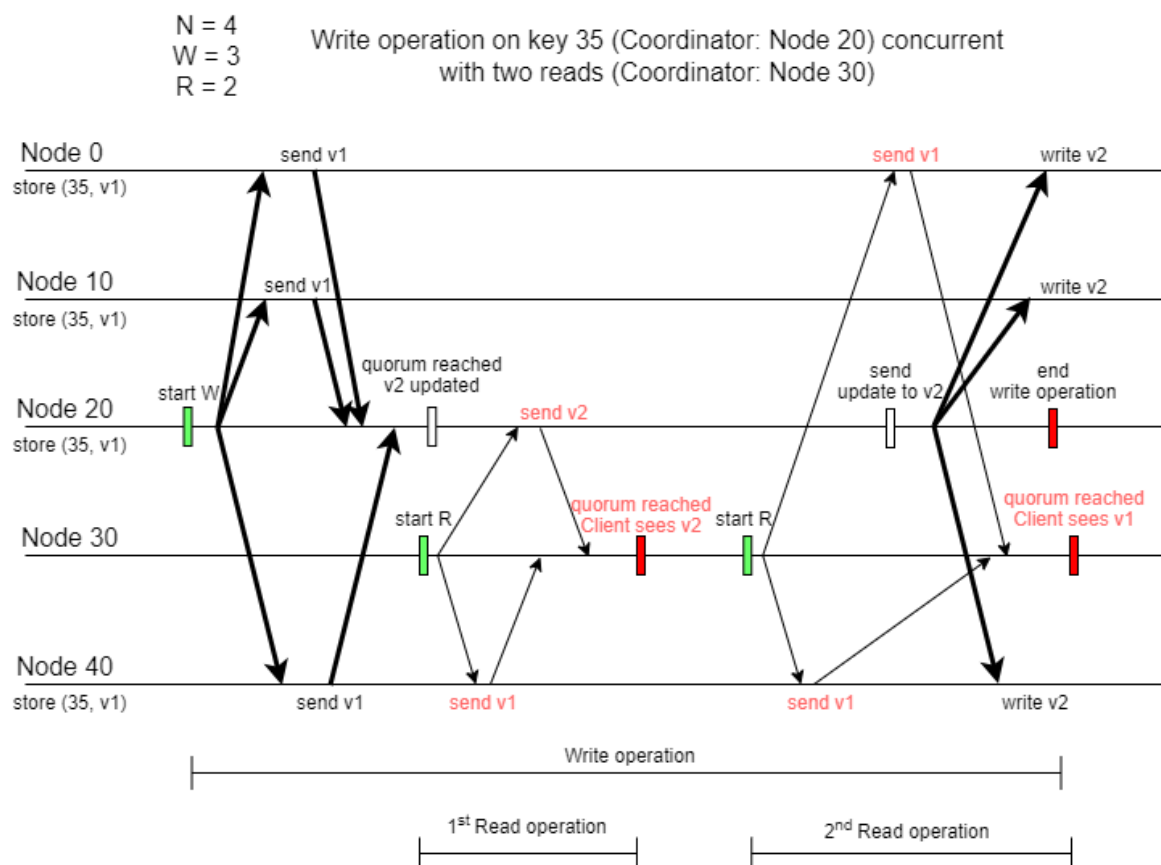 N = 4
W = 3
R = 2
Write operation on key 35 (Coordinator: Node 20) concurrent
with two reads (Coordinator: Node 30)
Node 0
store (35, v1)
send v1
send v1
write v2
Node 10
store (35, v1)
send v1
write v2
Node 20
store (35, v1)
start W
quorum reached
v2 updated
send v2
send
update to v2
end
write operation
Node 30
start R
quorum reached
Client sees v2
start R
quorum reached
Client sees v1
Node 40
store (35, v1)
send v1
send v1
send v1
write v2
Write operation
1st Read operation
2nd Read operation